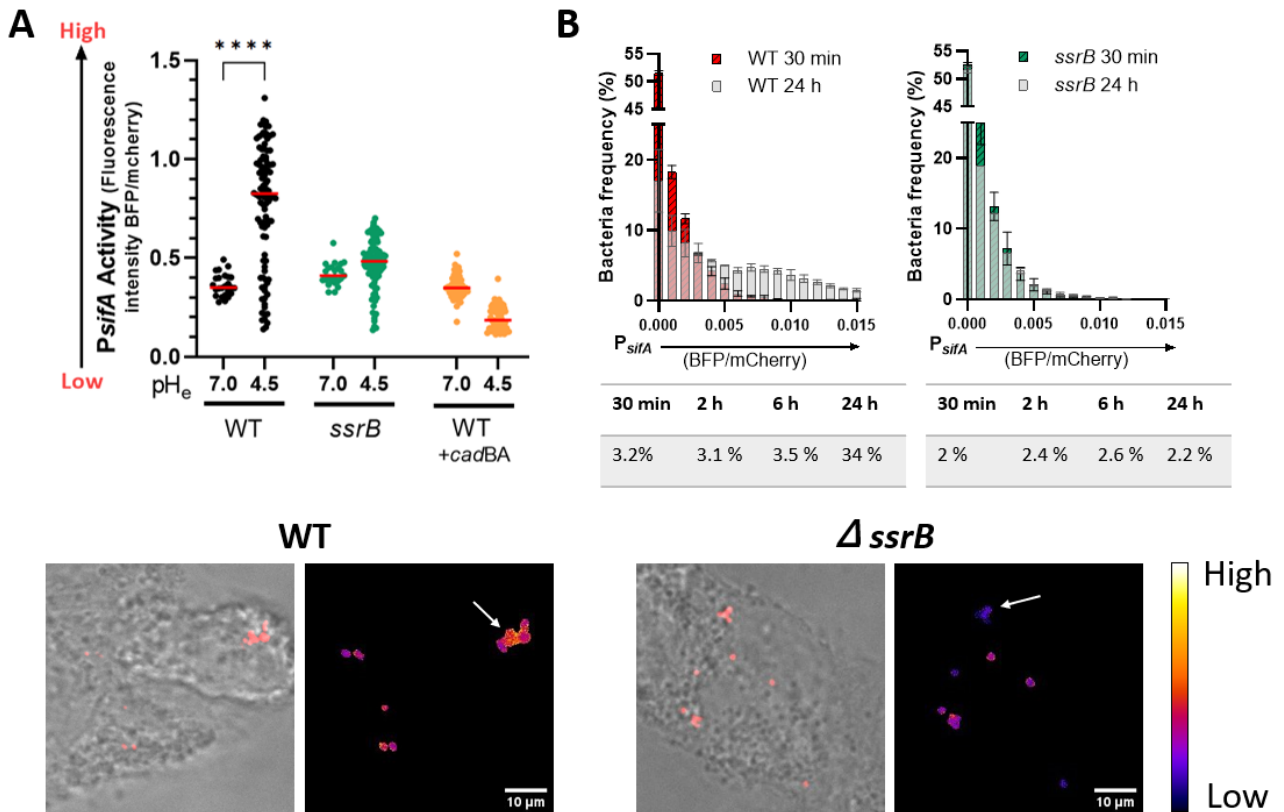 A
High
PsifA Activity (Fluorescence
intensity BFP/mcherry)
Low
1.5
1.0
0.5
0.0
****
pHe
7.0 4.5
7.0 4.5
7.0 4.5
WT
ssrB
WT
+cadBA
B
Bacteria frequency (%)
55
50
45
20
10
0
WT 30 min
WT 24 h
0.000
0.005
0.010
0.015
PsifA
(BFP/mCherry)
Bacteria frequency (%)
55
50
45
20
10
0
ssrB 30 min
ssrB 24 h
0.000
0.005
0.010
0.015
PsifA
(BFP/mCherry)
30 min 2 h 6 h 24 h
3.2% 3.1 % 3.5 % 34 %
30 min 2 h 6 h 24 h
2 % 2.4 % 2.6 % 2.2 %
WT
Δ ssrB
10 µm
10 µm
High
Low